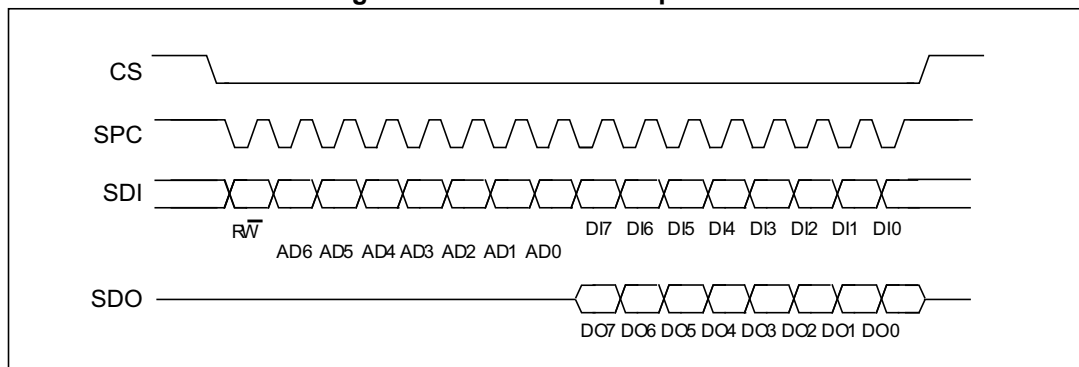 CS
SPC
SDI
RW
DI7 DI6 DI5 DI4 DI3 DI2 DI1 DI0
AD6 AD5 AD4 AD3 AD2 AD1 AD0
SDO
DO7 DO6 DO5 DO4 DO3 DO2 DO1 DO0